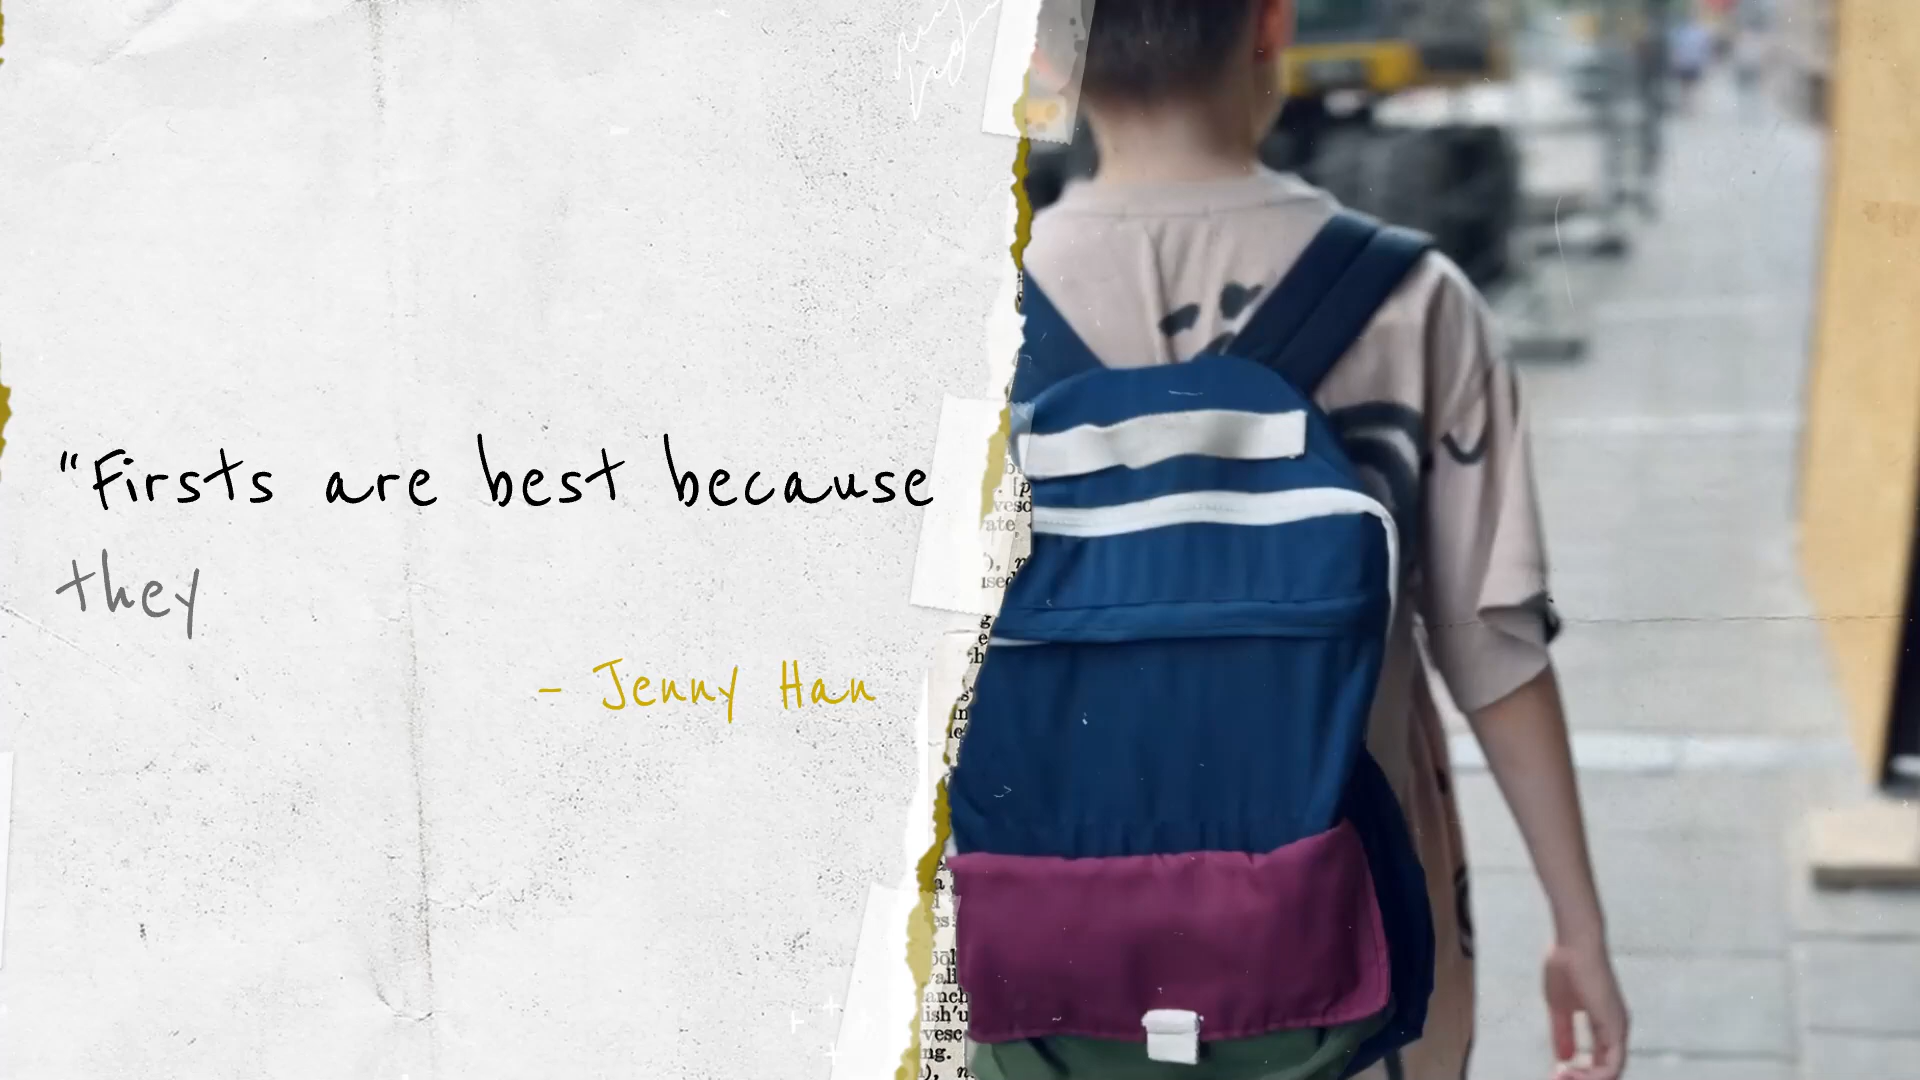 "Firsts are best because
they
- Jenny Han